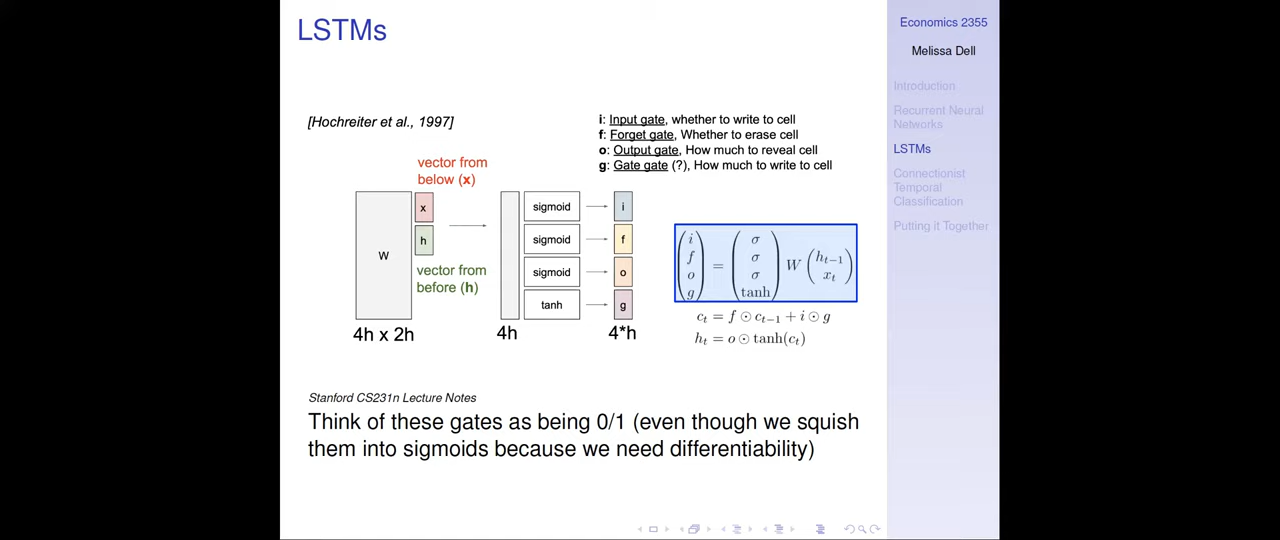 LSTMs
[Hochreiter et al., 1997]
i: Input gate, whether to write to cell
f: Forget gate, Whether to erase cell
o: Output gate, How much to reveal cell
g: Gate gate (?), How much to write to cell
vector from
below (x)
x
h
W
vector from
before (h)
4h x 2h
4h
sigmoid
sigmoid
sigmoid
tanh
i
f
o
g
4*h
(i f o g) = (σ σ σ tanh) W (h_{t−1} x_t)
c_t = f ⊙ c_{t−1} + i ⊙ g
h_t = o ⊙ tanh(c_t)
Stanford CS231n Lecture Notes
Think of these gates as being 0/1 (even though we squish
them into sigmoids because we need differentiability)
Economics 2355
Melissa Dell
Introduction
Recurrent Neural
Networks
LSTMs
Connectionist
Temporal
Classification
Putting it Together